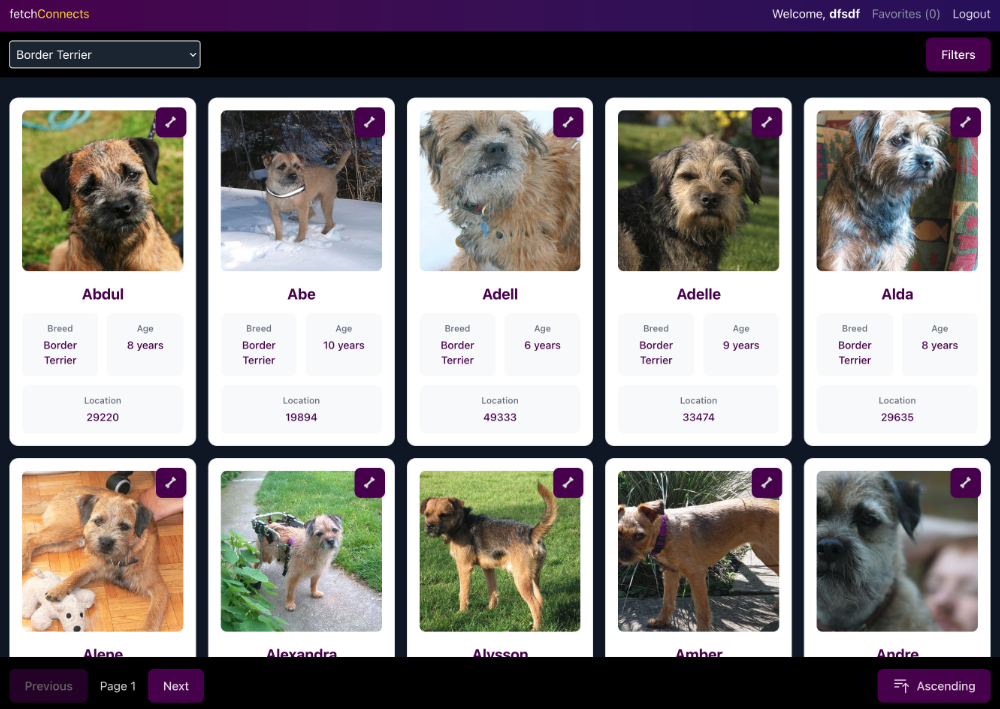 fetchConnects
Welcome, dfsdf Favorites (0) Logout
Border Terrier
Filters
Abdul
Breed
Border
Terrier
Age
8 years
Location
29220
Abe
Breed
Border
Terrier
Age
10 years
Location
19894
Adell
Breed
Border
Terrier
Age
6 years
Location
49333
Adelle
Breed
Border
Terrier
Age
9 years
Location
33474
Alda
Breed
Border
Terrier
Age
8 years
Location
29635
Alene
Alexandra
Alysson
Amber
Andre
Previous
Page 1
Next
Ascending